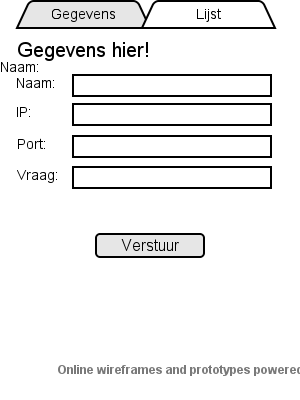 Gegevens Lijst
Gegevens hier!
Naam:
Naam:
IP:
Port:
Vraag:
Verstuur
Online wireframes and prototypes powered